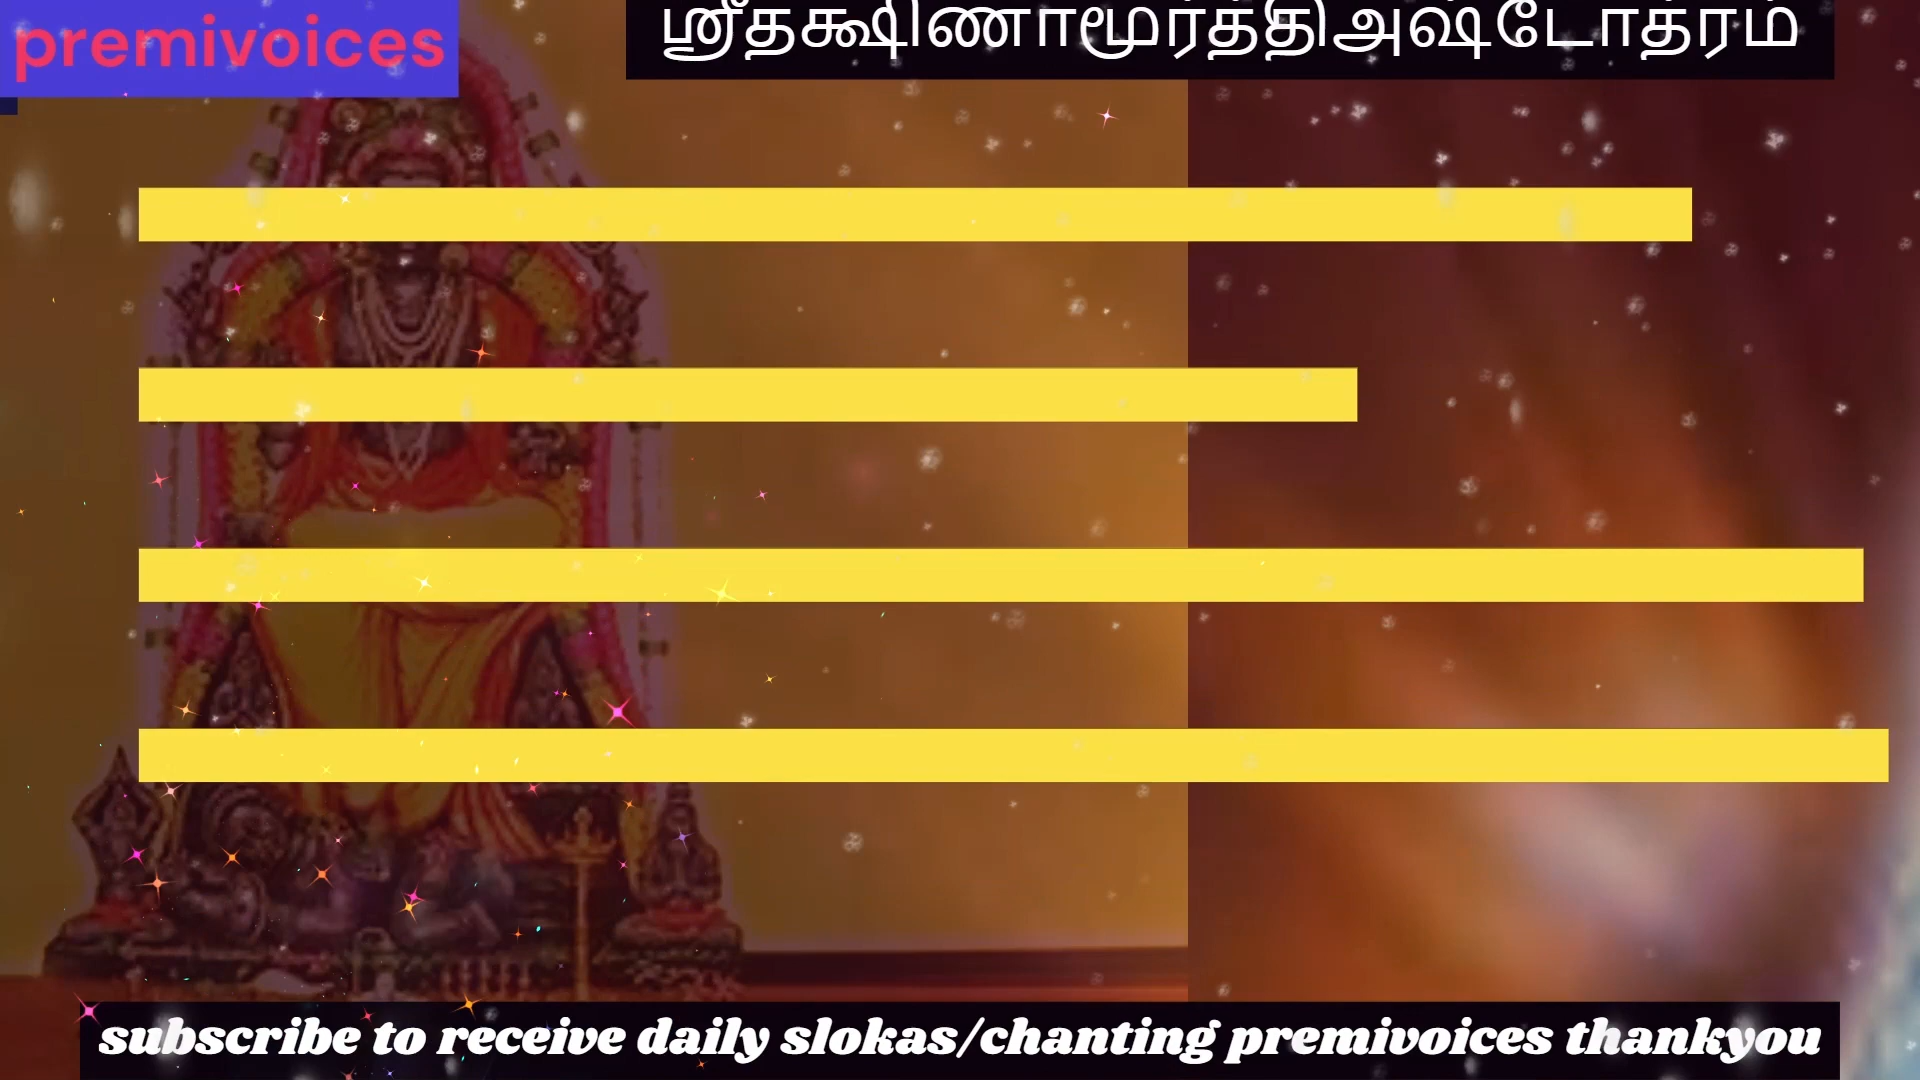 premivoices
ஶ்ரீதக்ஷிணாமூர்த்திஅஷ்டோத்ரம்
subscribe to receive daily slokas/chanting premivoices thankyou